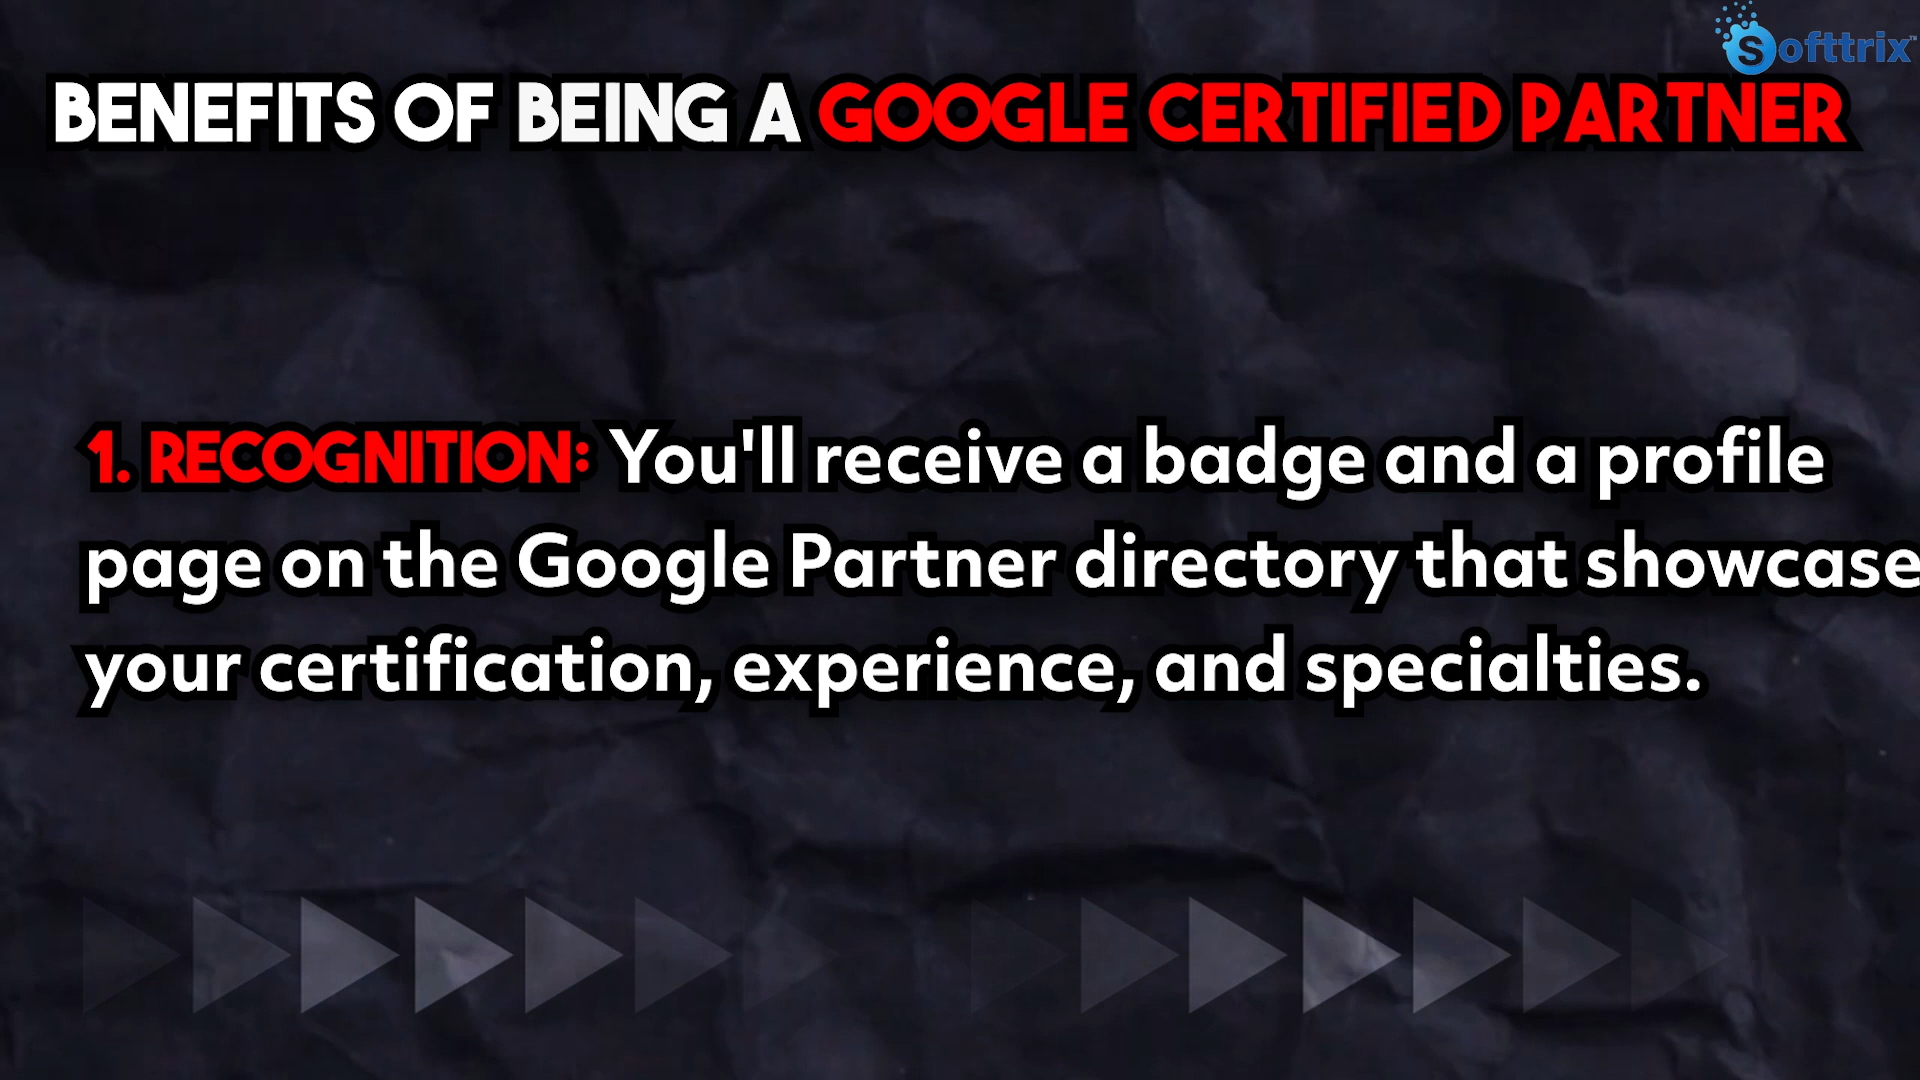 Softtrix™
BENEFITS OF BEING A GOOGLE CERTIFIED PARTNER
1. RECOGNITION: You'll receive a badge and a profile
page on the Google Partner directory that showcase
your certification, experience, and specialties.